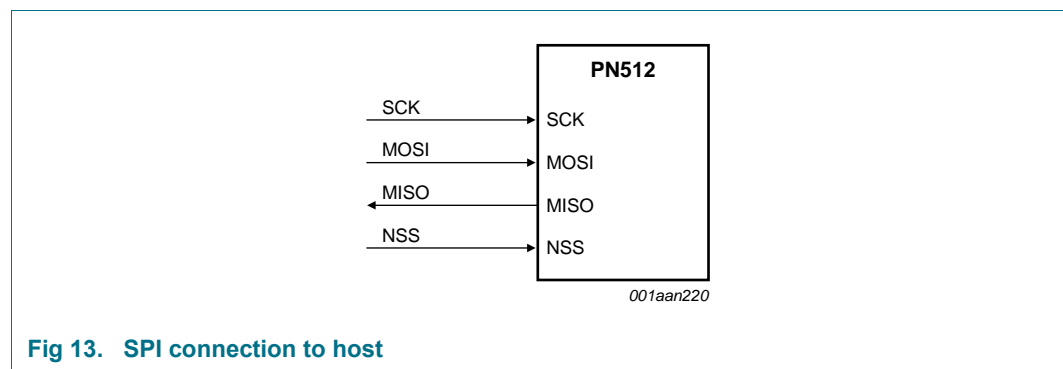 PN512
SCK SCK
MOSI MOSI
MISO MISO
NSS NSS
001aan220
Fig 13. SPI connection to host